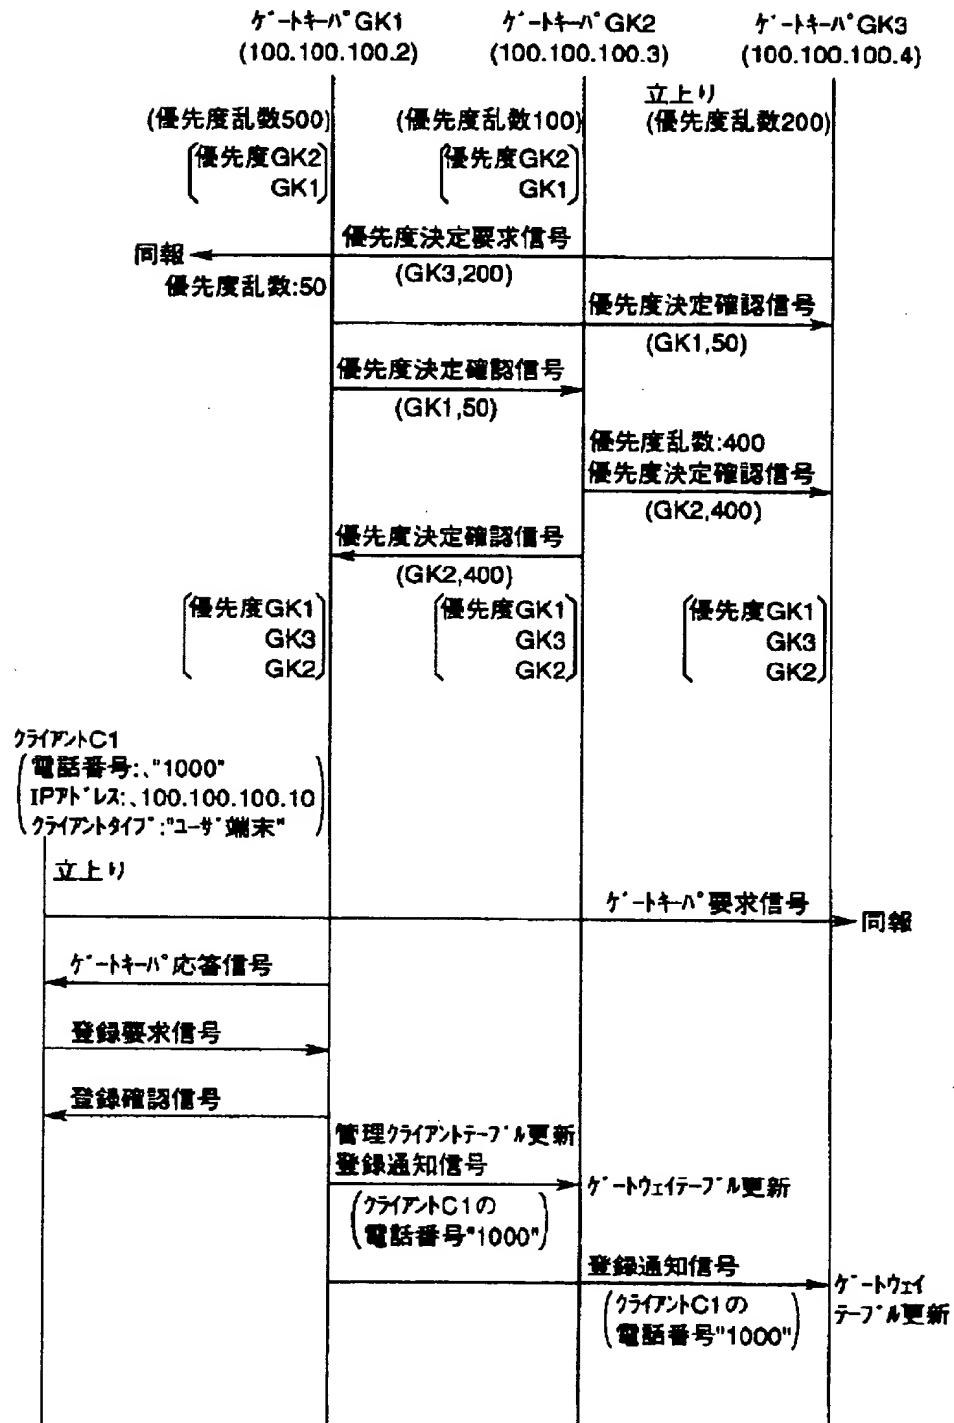 ｹﾞｰﾄｷｰﾊﾟGK1 ｹﾞｰﾄｷｰﾊﾟGK2 ｹﾞｰﾄｷｰﾊﾟGK3
(100.100.100.2) (100.100.100.3) (100.100.100.4)
立上り
(優先度乱数500) (優先度乱数100) (優先度乱数200)
優先度GK2 優先度GK2
GK1 GK1
優先度決定要求信号
同報
(GK3,200)
優先度乱数:50
優先度決定確認信号
(GK1,50)
優先度決定確認信号
(GK1,50)
優先度乱数:400
優先度決定確認信号
(GK2,400)
優先度決定確認信号
(GK2,400)
優先度GK1 優先度GK1 優先度GK1
GK3 GK3 GK3
GK2 GK2 GK2
ｸﾗｲｱﾝﾄC1
電話番号:、"1000"
IPｱﾄﾞﾚｽ:、100.100.100.10
ｸﾗｲｱﾝﾄﾀｲﾌﾟ:"ﾕｰｻﾞ端末"
立上り
ｹﾞｰﾄｷｰﾊﾟ要求信号
同報
ｹﾞｰﾄｷｰﾊﾟ応答信号
登録要求信号
登録確認信号
管理ｸﾗｲｱﾝﾄﾃｰﾌﾞﾙ更新
登録通知信号
ｹﾞｰﾄｳｪｲﾃｰﾌﾞﾙ更新
(ｸﾗｲｱﾝﾄC1の
電話番号"1000")
登録通知信号
ｹﾞｰﾄｳｪｲ
ﾃｰﾌﾞﾙ更新
(ｸﾗｲｱﾝﾄC1の
電話番号"1000")